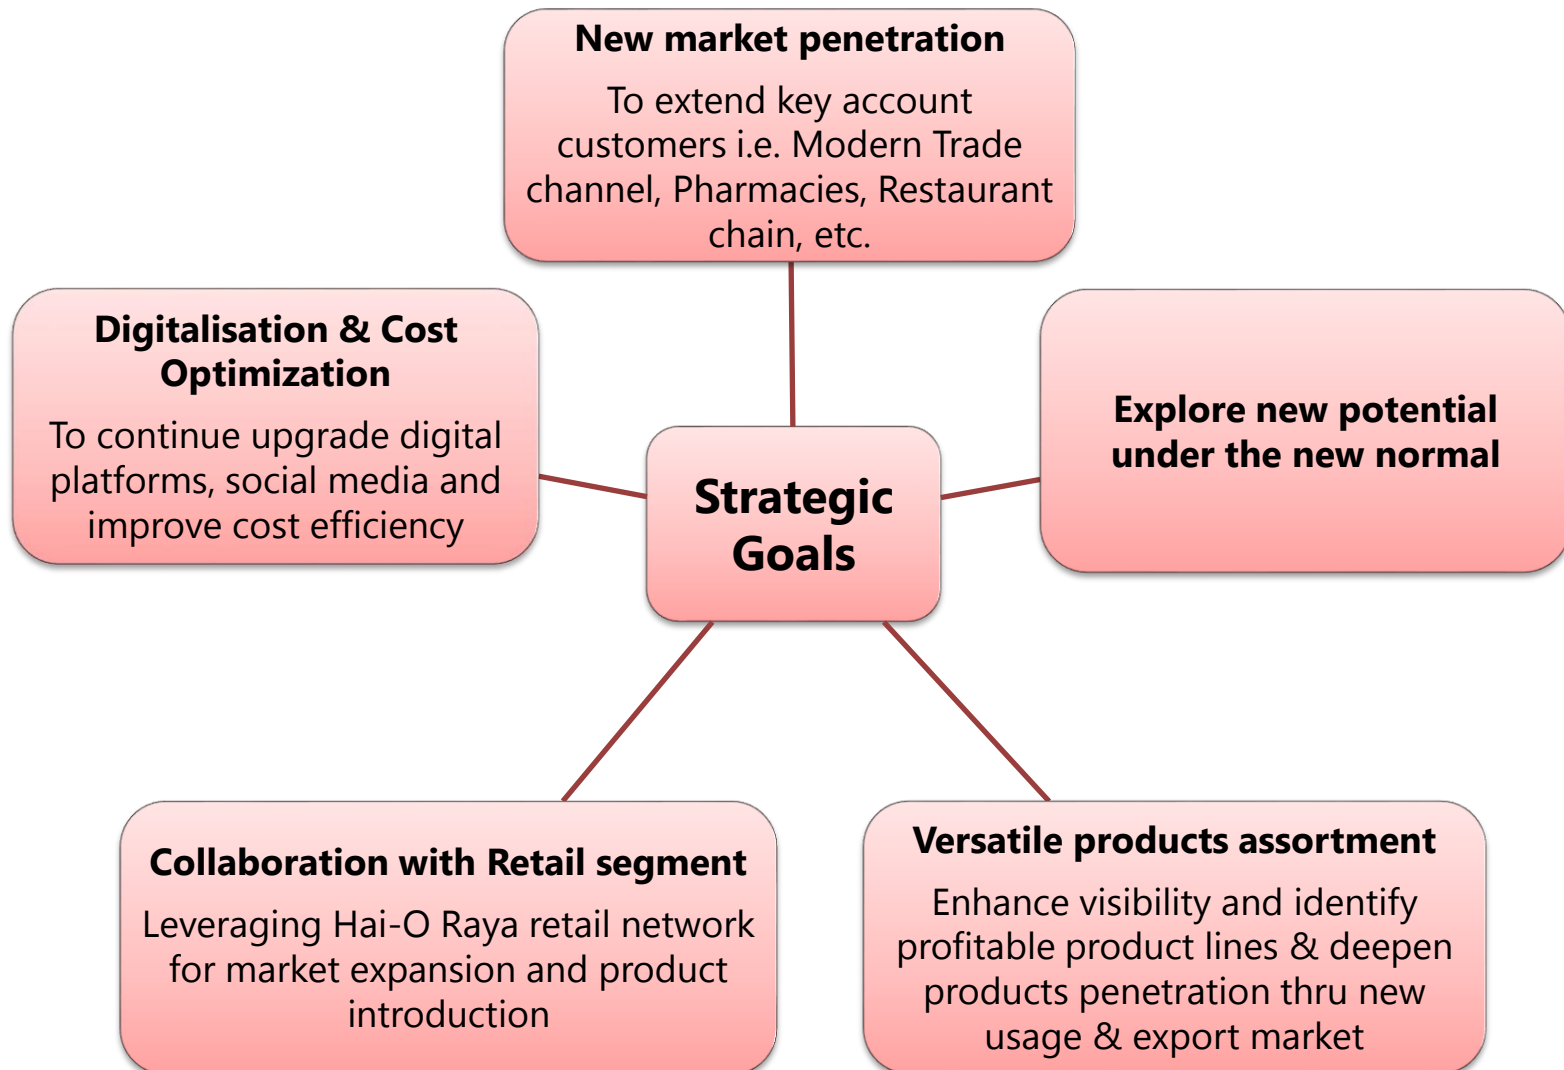 New market penetration
To extend key account
customers i.e. Modern Trade
channel, Pharmacies, Restaurant
chain, etc.
Digitalisation & Cost
Optimization
To continue upgrade digital
platforms, social media and
improve cost efficiency
Explore new potential
under the new normal
Strategic
Goals
Collaboration with Retail segment
Leveraging Hai-O Raya retail network
for market expansion and product
introduction
Versatile products assortment
Enhance visibility and identify
profitable product lines & deepen
products penetration thru new
usage & export market